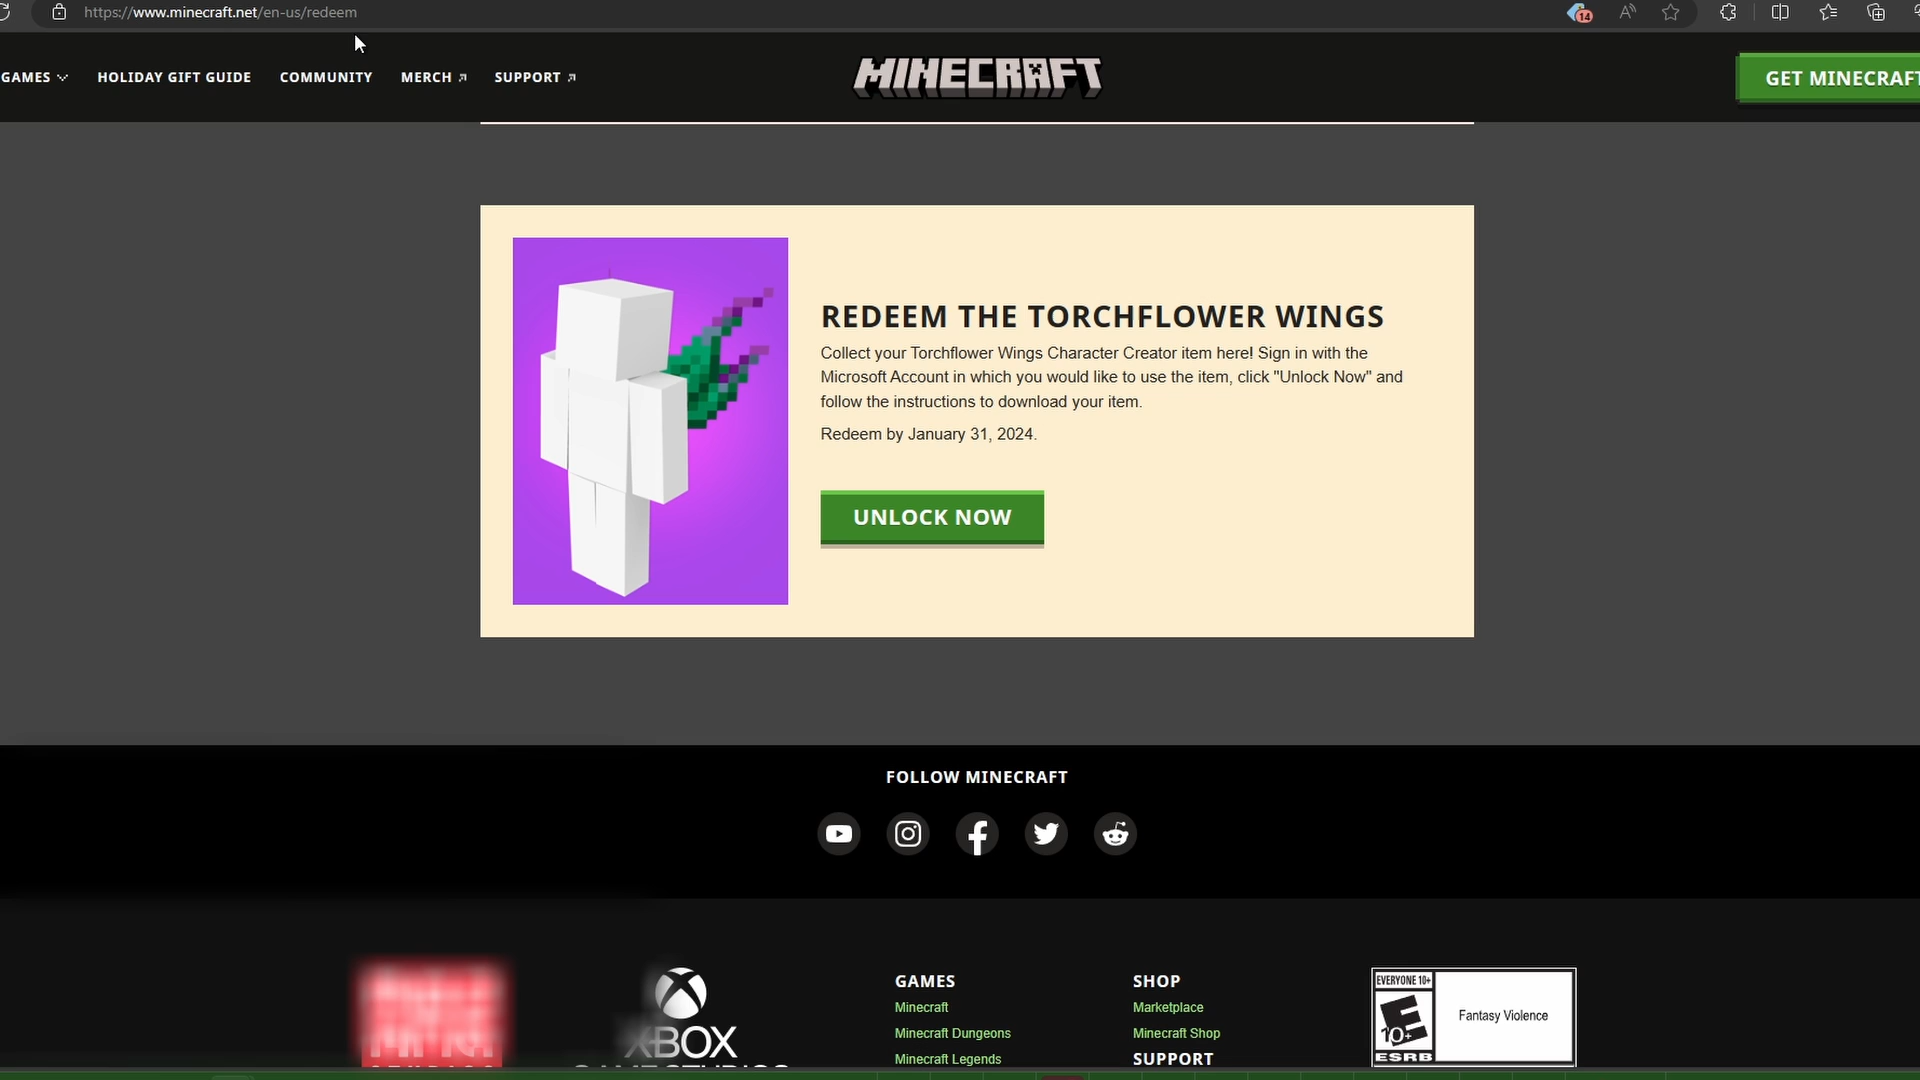 https://www.minecraft.net/en-us/redeem
14
GAMES
HOLIDAY GIFT GUIDE
COMMUNITY
MERCH
SUPPORT
MINECRAFT
GET MINECRAFT
REDEEM THE TORCHFLOWER WINGS
Collect your Torchflower Wings Character Creator item here! Sign in with the
Microsoft Account in which you would like to use the item, click "Unlock Now" and
follow the instructions to download your item.
Redeem by January 31, 2024.
UNLOCK NOW
FOLLOW MINECRAFT
XBOX
GAMES
Minecraft
Minecraft Dungeons
Minecraft Legends
SHOP
Marketplace
Minecraft Shop
SUPPORT
EVERYONE 10+
E
10+
ESRB
Fantasy Violence